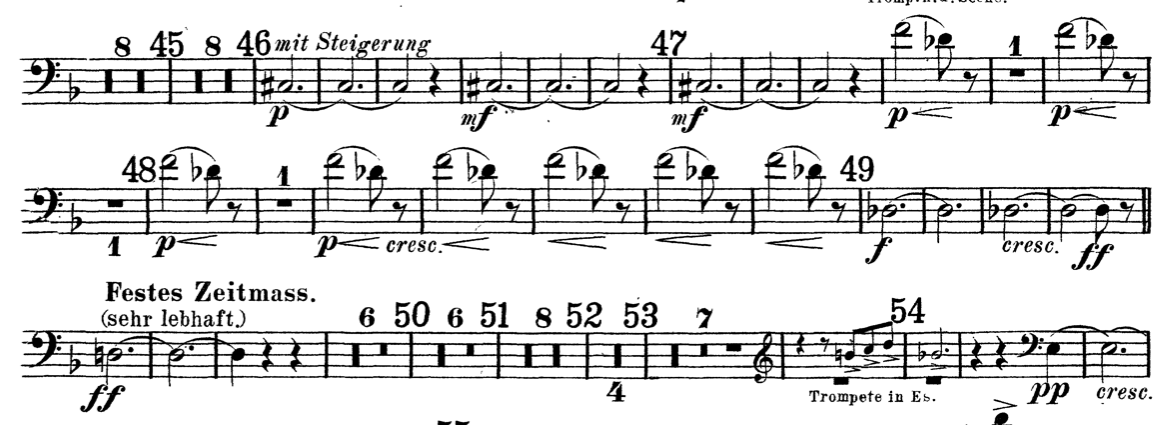 8 45 8 46 mit Steigerung 47 1
p mf mf p p
48 1 49
1 p p cresc. f cresc. ff
Festes Zeitmass.
(sehr lebhaft.)
6 50 6 51 8 52 53 7 54
ff 4 Trompete in Es. pp cresc.